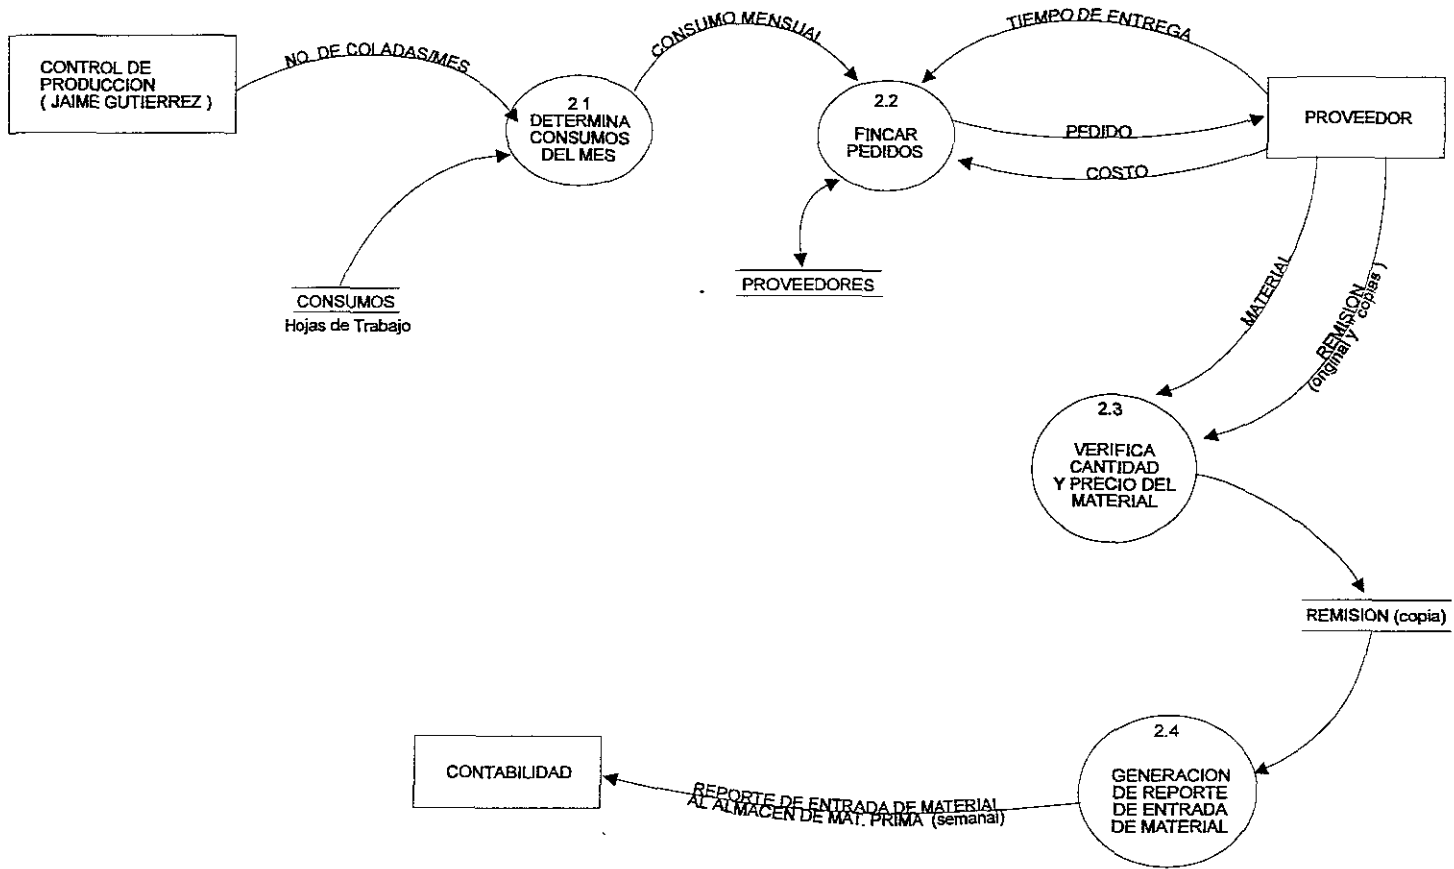 CONTROL DE
PRODUCCION
( JAIME GUTIERREZ )
NO. DE COLADAS/MES
2 1
DETERMINA
CONSUMOS
DEL MES
CONSUMO MENSUAL
2.2
FINCAR
PEDIDOS
TIEMPO DE ENTREGA
PEDIDO
COSTO
PROVEEDOR
CONSUMOS
Hojas de Trabajo
PROVEEDORES
MATERIAL
REMISION
(original y copias )
2.3
VERIFICA
CANTIDAD
Y PRECIO DEL
MATERIAL
REMISION (copia)
2.4
GENERACION
DE REPORTE
DE ENTRADA
DE MATERIAL
REPORTE DE ENTRADA DE MATERIAL
AL ALMACEN DE MAT. PRIMA (semanal)
CONTABILIDAD